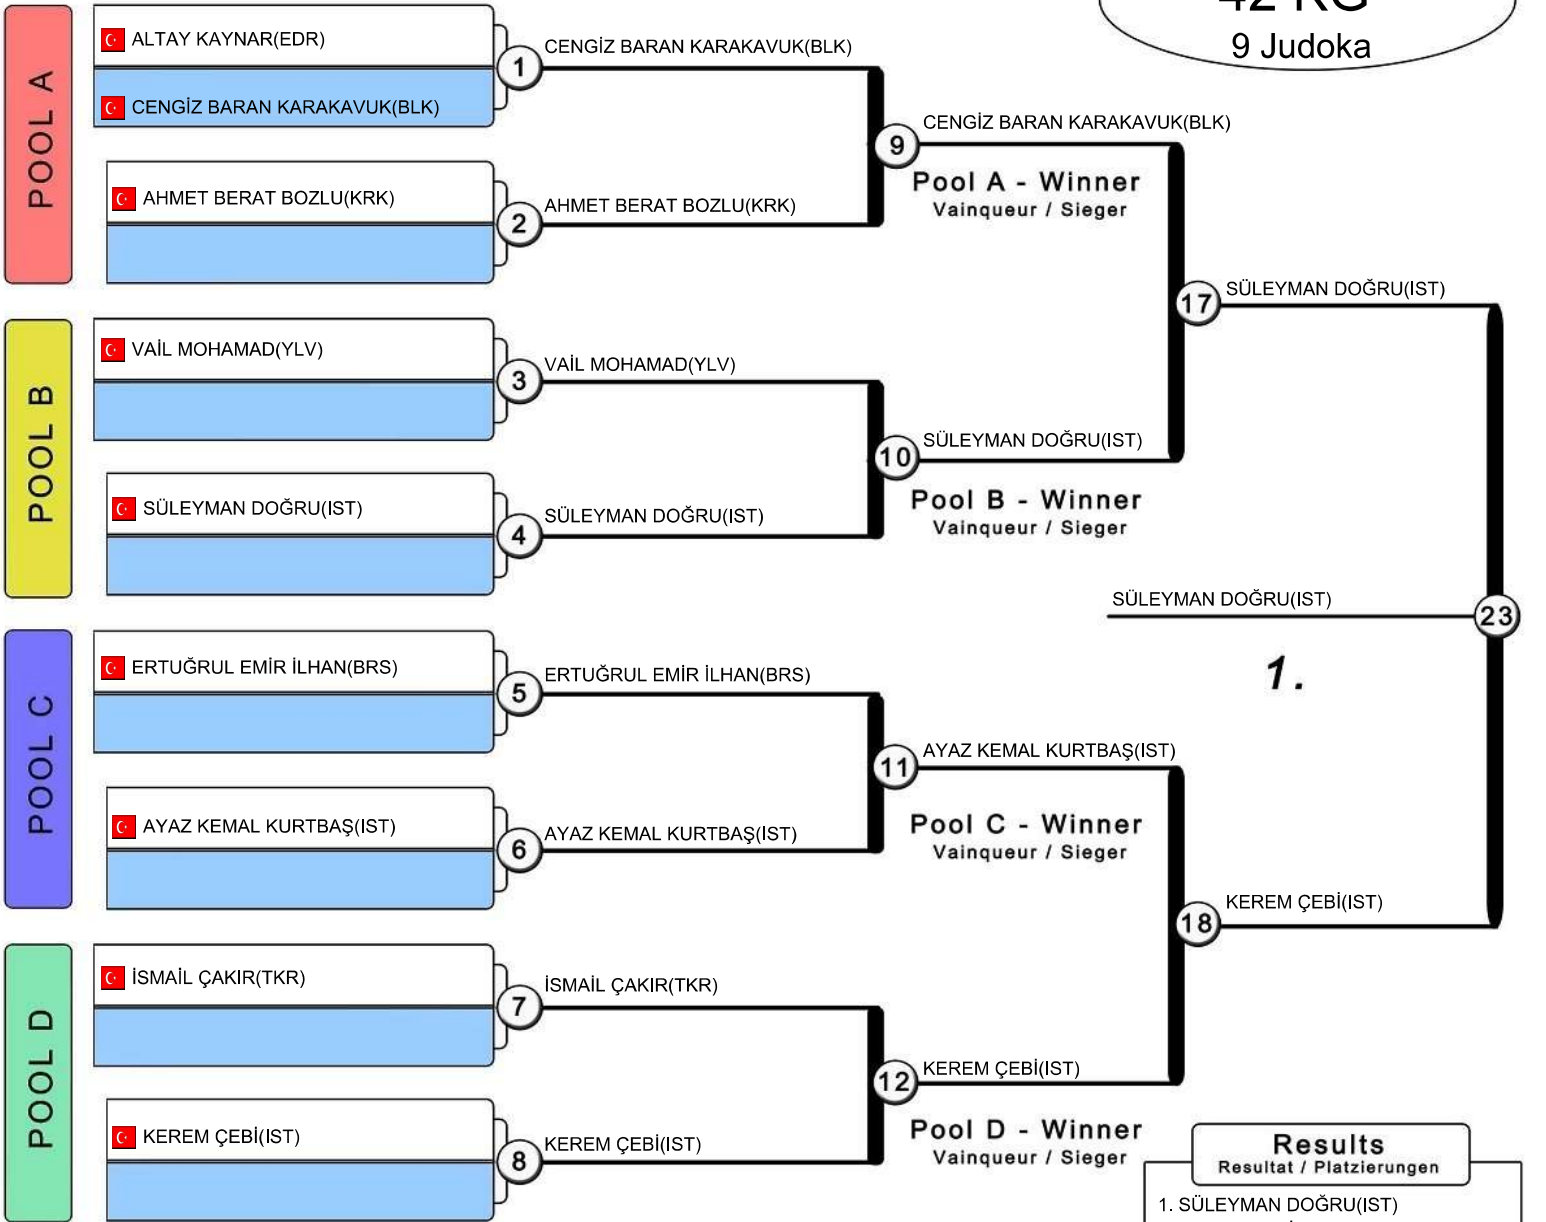 42 KG
9 Judoka
POOL A
ALTAY KAYNAR(EDR)
CENGİZ BARAN KARAKAVUK(BLK)
1
CENGİZ BARAN KARAKAVUK(BLK)
AHMET BERAT BOZLU(KRK)
2
AHMET BERAT BOZLU(KRK)
9
CENGİZ BARAN KARAKAVUK(BLK)
Pool A - Winner
Vainqueur / Sieger
POOL B
VAİL MOHAMAD(YLV)
3
VAİL MOHAMAD(YLV)
SÜLEYMAN DOĞRU(IST)
4
SÜLEYMAN DOĞRU(IST)
10
SÜLEYMAN DOĞRU(IST)
Pool B - Winner
Vainqueur / Sieger
17
SÜLEYMAN DOĞRU(IST)
SÜLEYMAN DOĞRU(IST)
23
1.
POOL C
ERTUĞRUL EMİR İLHAN(BRS)
5
ERTUĞRUL EMİR İLHAN(BRS)
AYAZ KEMAL KURTBAŞ(IST)
6
AYAZ KEMAL KURTBAŞ(IST)
11
AYAZ KEMAL KURTBAŞ(IST)
Pool C - Winner
Vainqueur / Sieger
18
KEREM ÇEBİ(IST)
POOL D
İSMAİL ÇAKIR(TKR)
7
İSMAİL ÇAKIR(TKR)
KEREM ÇEBİ(IST)
8
KEREM ÇEBİ(IST)
12
KEREM ÇEBİ(IST)
Pool D - Winner
Vainqueur / Sieger
Results
Resultat / Platzierungen
1. SÜLEYMAN DOĞRU(IST)